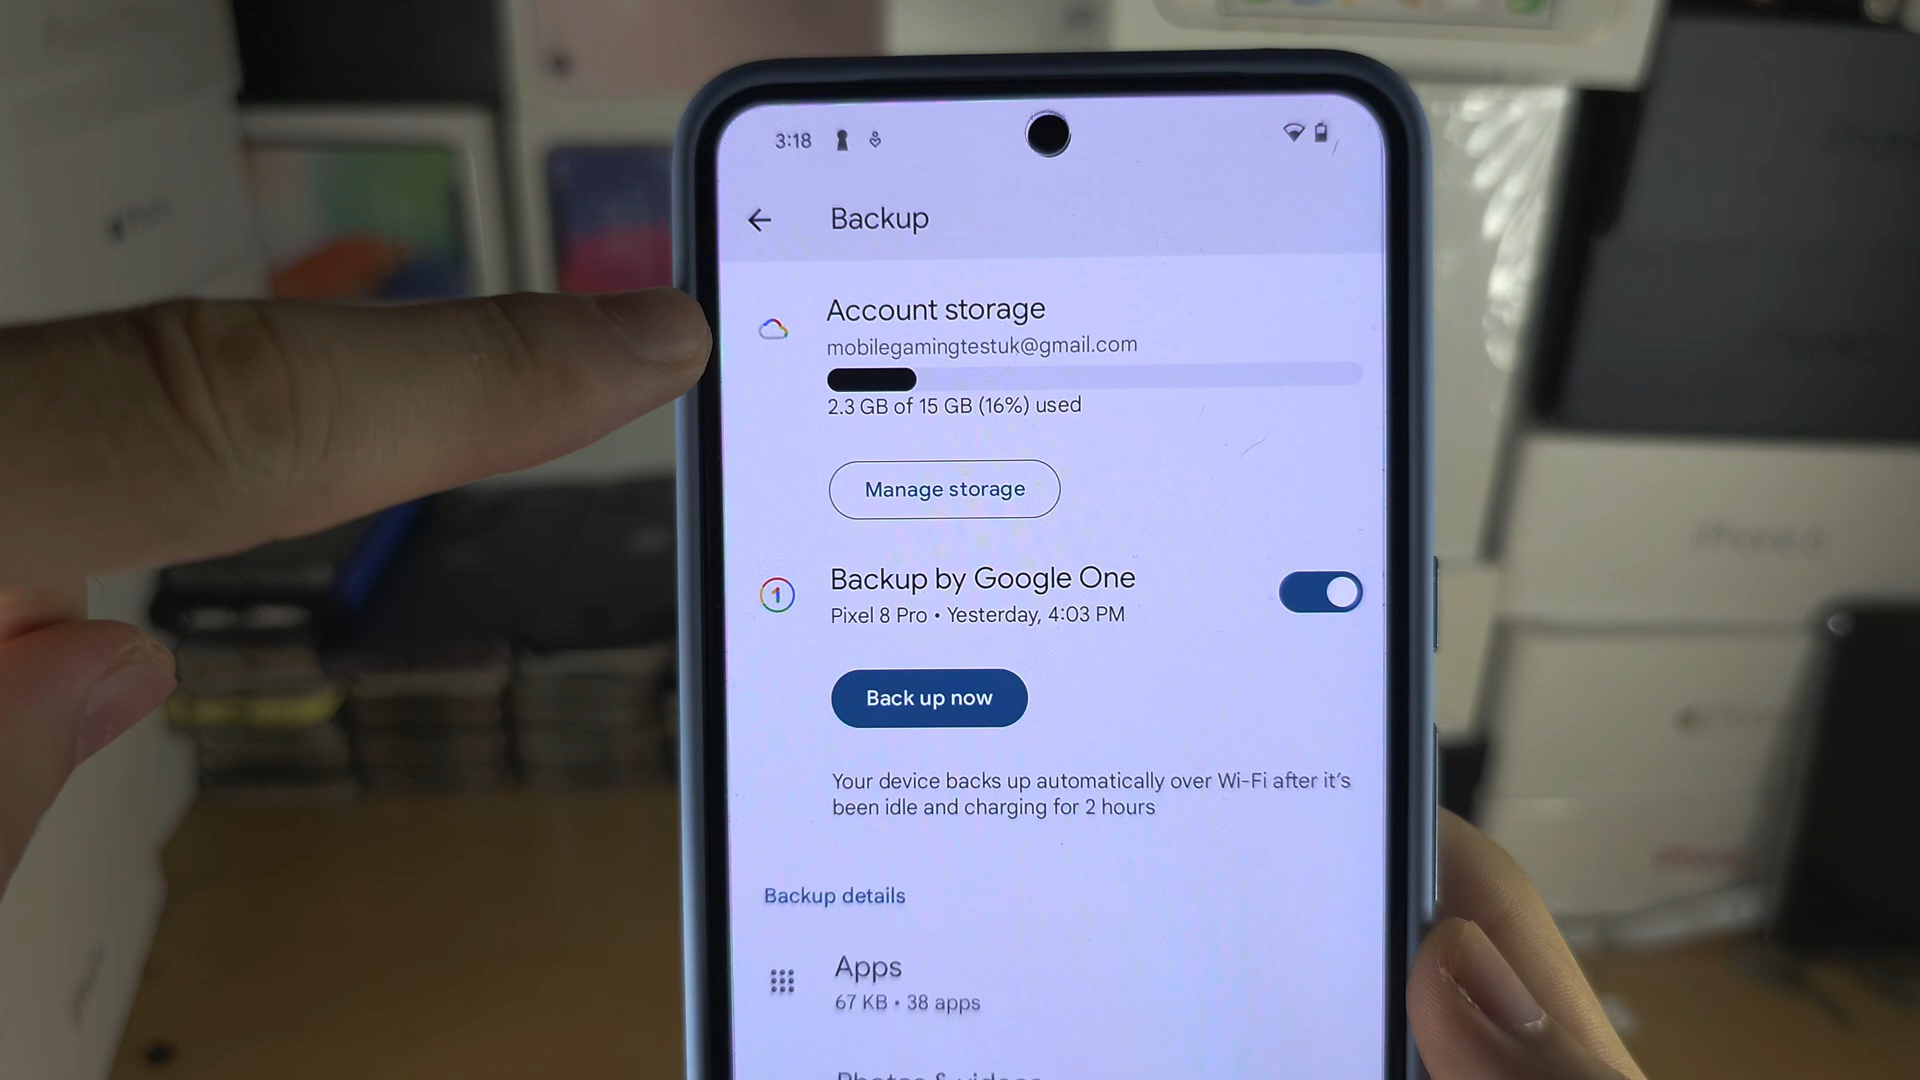 3:18
Backup
Account storage
mobilegamingtestuk@gmail.com
2.3 GB of 15 GB (16%) used
Manage storage
Backup by Google One
Pixel 8 Pro • Yesterday, 4:03 PM
Back up now
Your device backs up automatically over Wi-Fi after it's
been idle and charging for 2 hours
Backup details
Apps
67 KB • 38 apps
Photos & videos